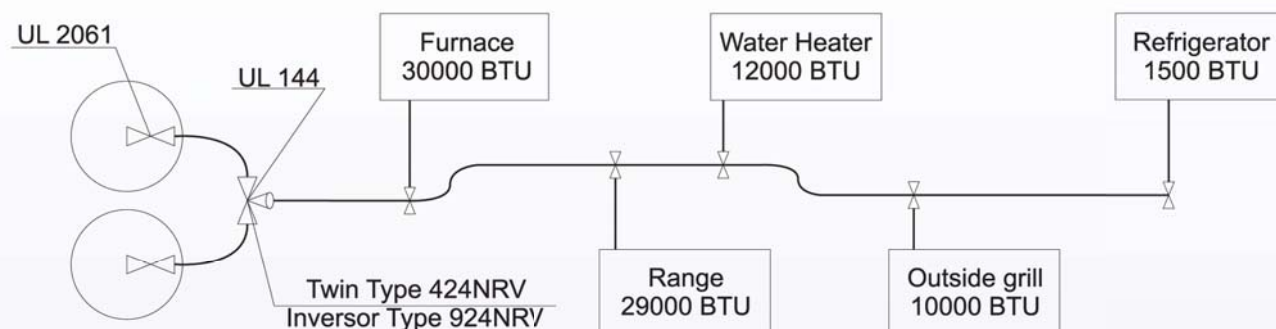 UL 2061
UL 144
Furnace
30000 BTU
Water Heater
12000 BTU
Refrigerator
1500 BTU
Twin Type 424NRV
Inversor Type 924NRV
Range
29000 BTU
Outside grill
10000 BTU